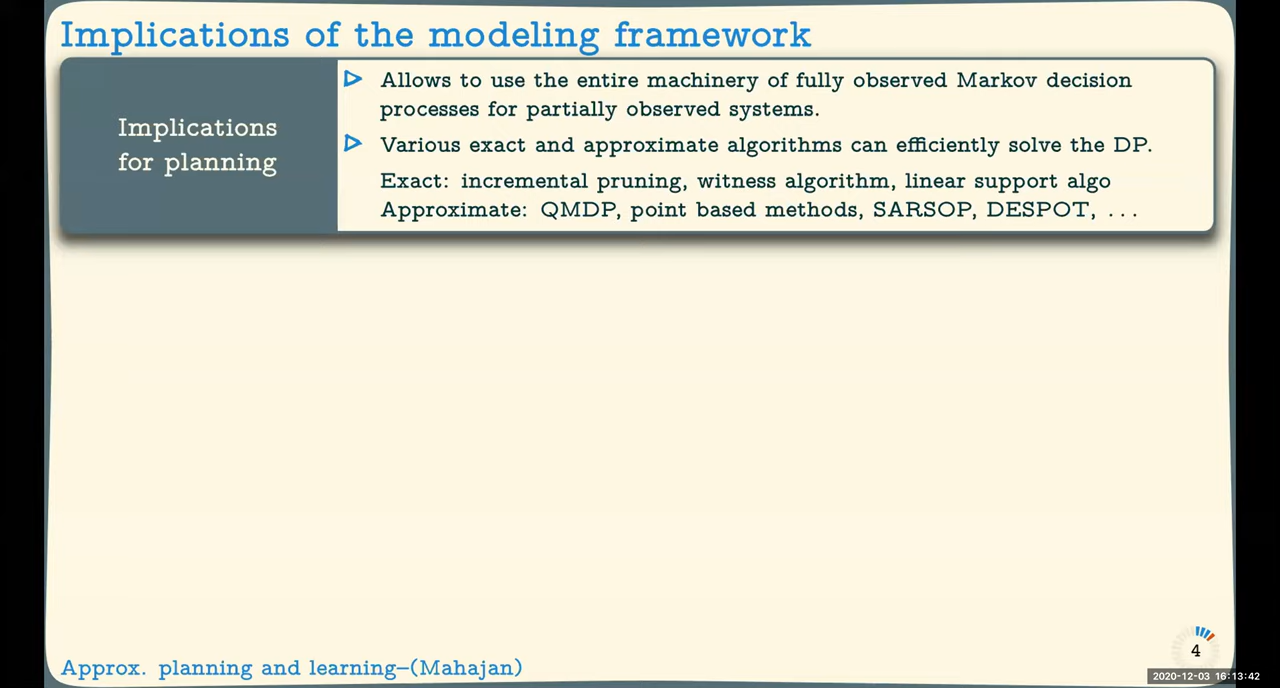 Implications of the modeling framework
Implications
for planning
Allows to use the entire machinery of fully observed Markov decision
processes for partially observed systems.
Various exact and approximate algorithms can efficiently solve the DP.
Exact: incremental pruning, witness algorithm, linear support algo
Approximate: QMDP, point based methods, SARSOP, DESPOT, ...
Approx. planning and learning–(Mahajan)
4
2020-12-03 16:13:42